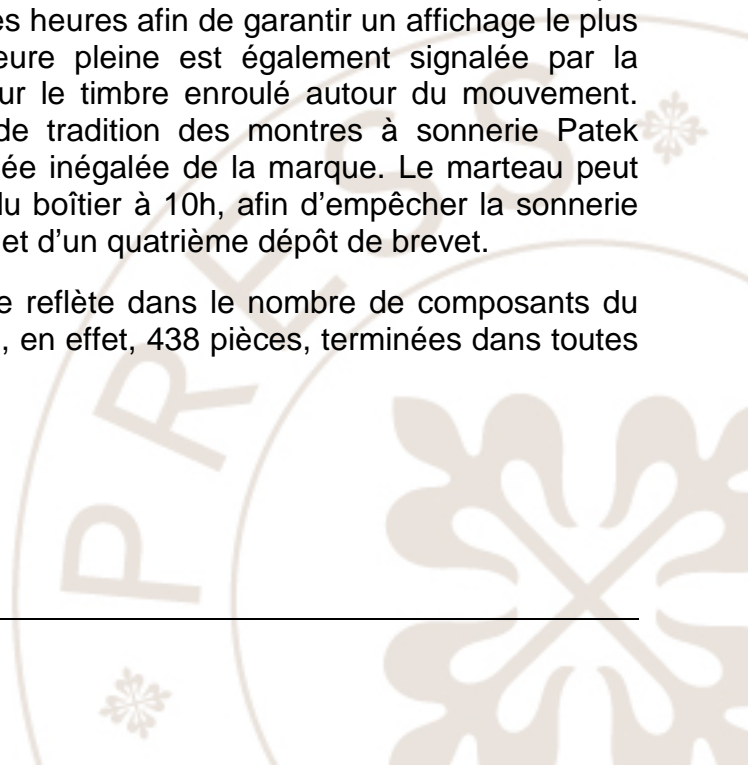 es heures afin de garantir un affichage le plus
eure pleine est également signalée par la
ur le timbre enroulé autour du mouvement.
de tradition des montres à sonnerie Patek
ée inégalée de la marque. Le marteau peut
du boîtier à 10h, afin d’empêcher la sonnerie
et d’un quatrième dépôt de brevet.
e reflète dans le nombre de composants du
, en effet, 438 pièces, terminées dans toutes
PRESS